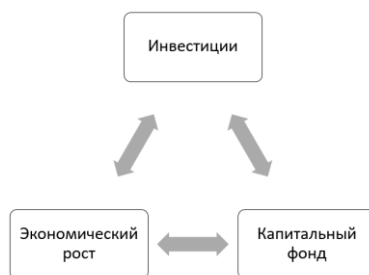 Инвестиции
Экономический
рост
Капитальный
фонд